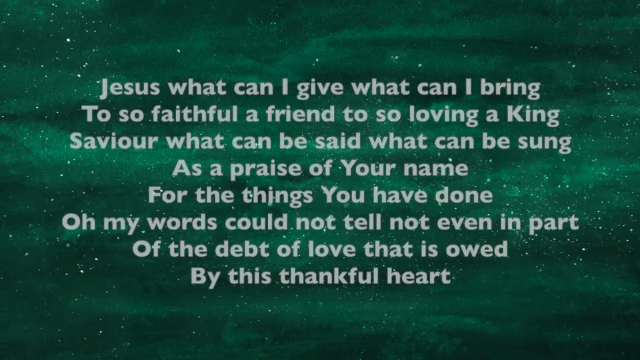 Jesus what can I give what can I bring
To so faithful a friend to so loving a King
Saviour what can be said what can be sung
As a praise of Your name
For the things You have done
Oh my words could not tell not even in part
Of the debt of love that is owed
By this thankful heart